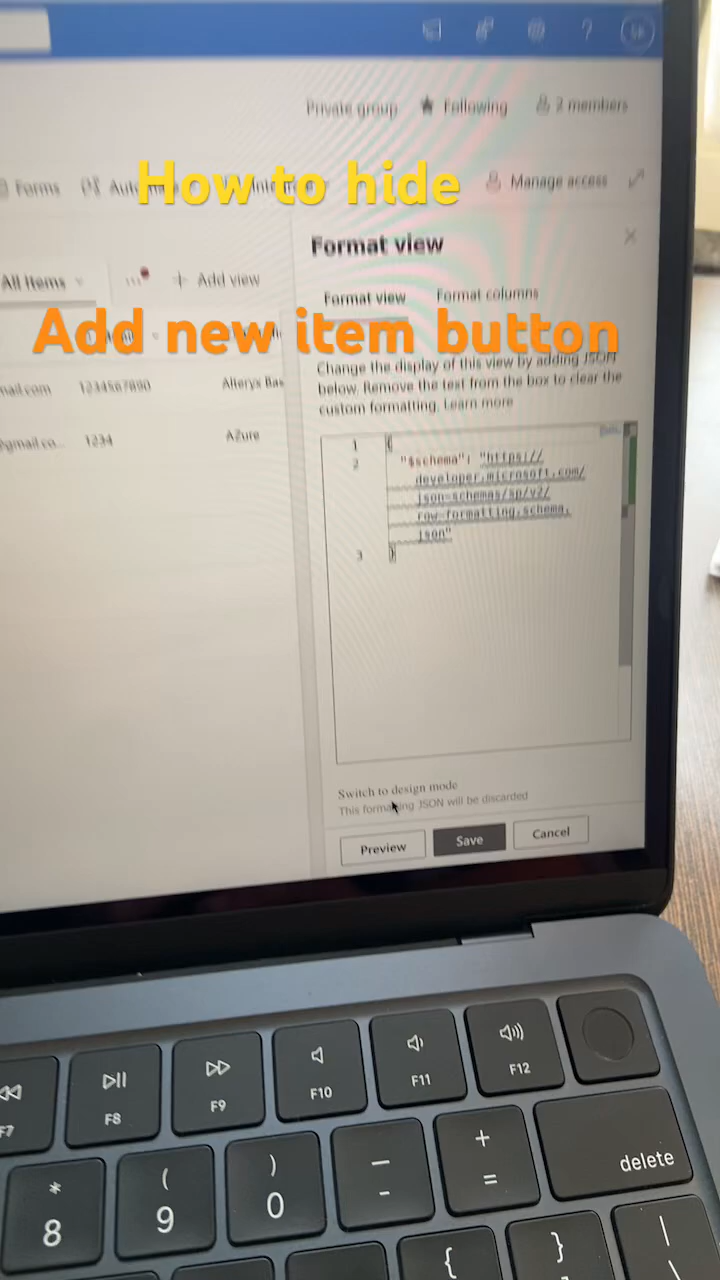 Private group Following 2 members
How to hide
Forms
Manage access
Format view
All Items
Add view
Format view Format columns
Add new item button
Change the display of this view by adding JSON
below. Remove the text from the box to clear the
custom formatting. Learn more
mail.com 1234567890 Alteryx Bas
@gmail.co... 1234 AZure
1 {
2 "$schema": "https://
developer.microsoft.com/
json-schemas/sp/v2/
row-formatting.schema.
json"
3 }
Switch to design mode
This formatting JSON will be discarded
Preview Save Cancel
F7 F8 F9 F10 F11 F12
* ( ) — +
8 9 0 - = delete
{ } |
\